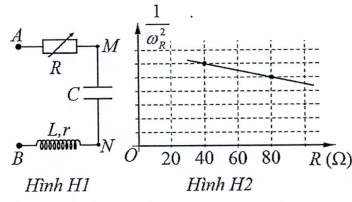 A
M
R
C
L,r
B
N
Hình H1
1/ω_R^2
O
20 40 60 80 R (Ω)
Hình H2